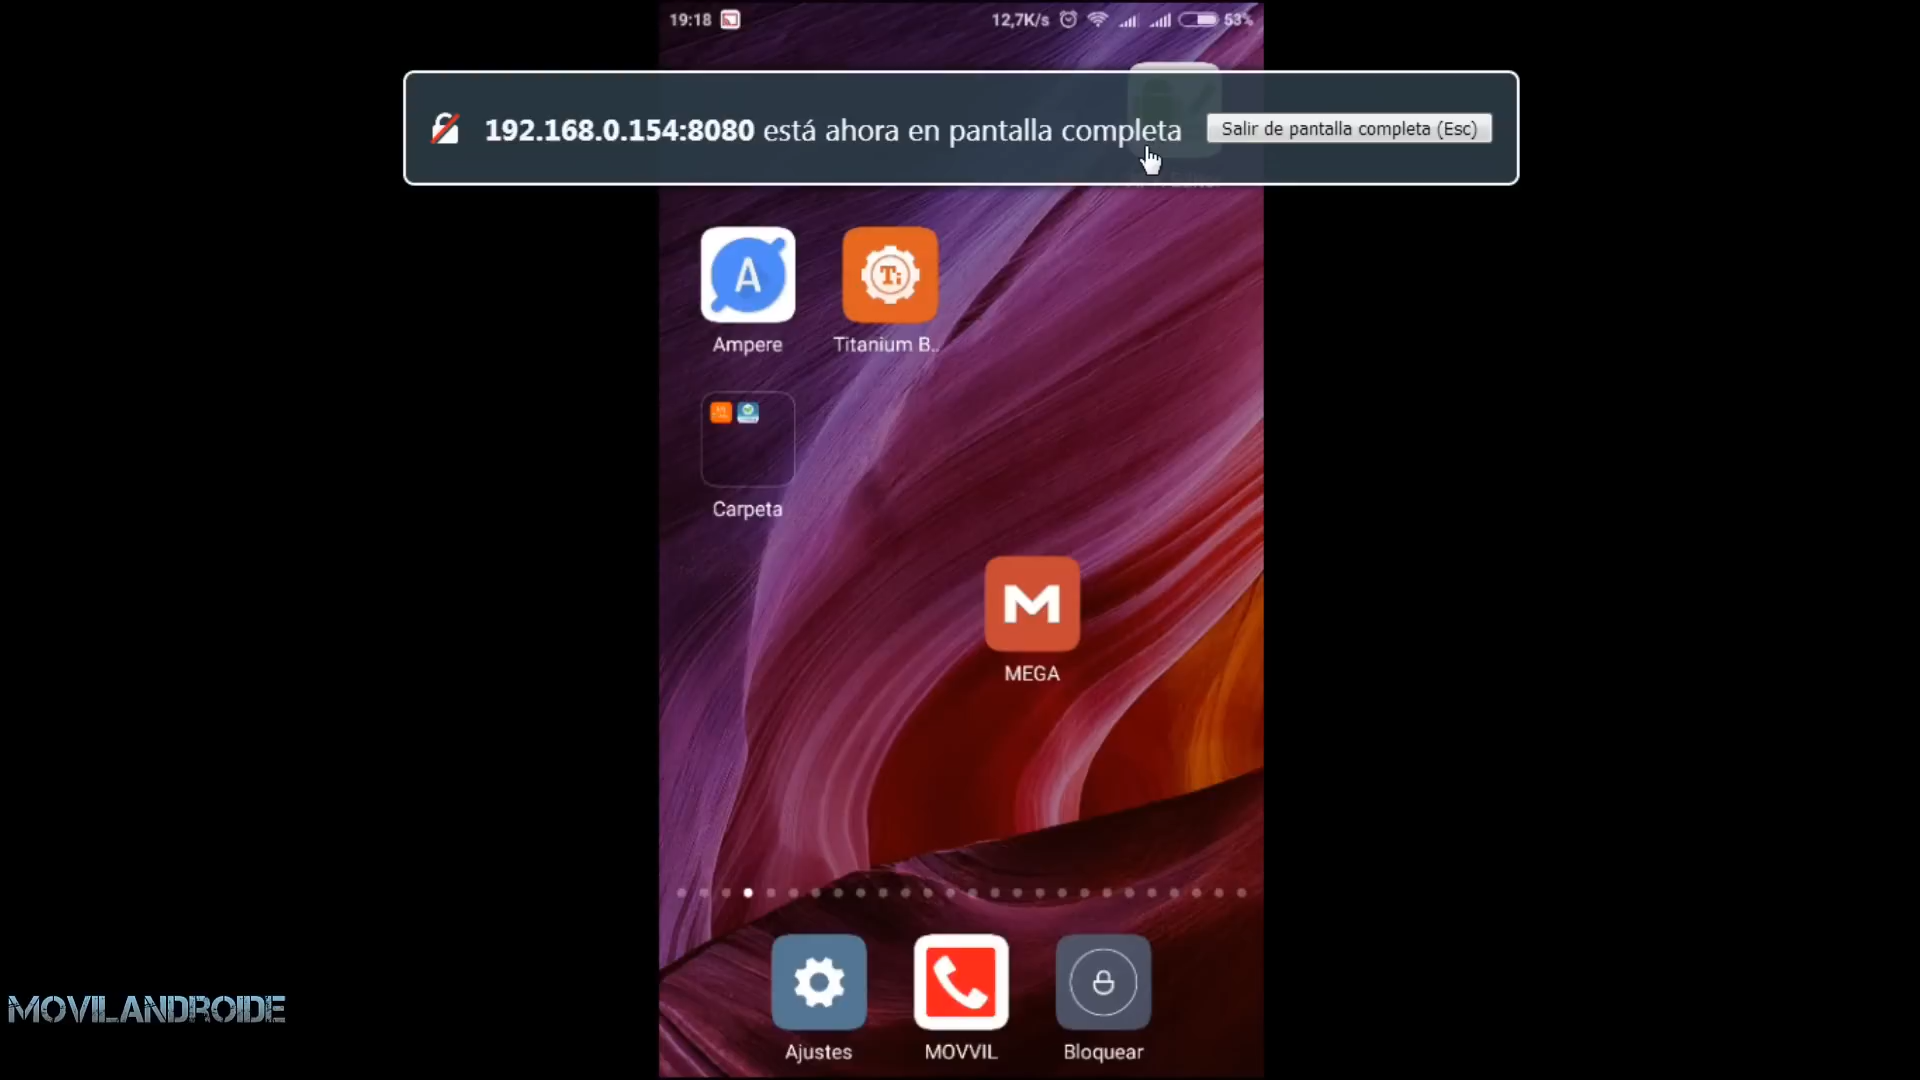 19:18
12,7K/s
53%
192.168.0.154:8080 está ahora en pantalla completa
Salir de pantalla completa (Esc)
A
Ti
Ampere
Titanium B..
Carpeta
M
MEGA
Ajustes
MOVVIL
Bloquear
MOVILANDROIDE